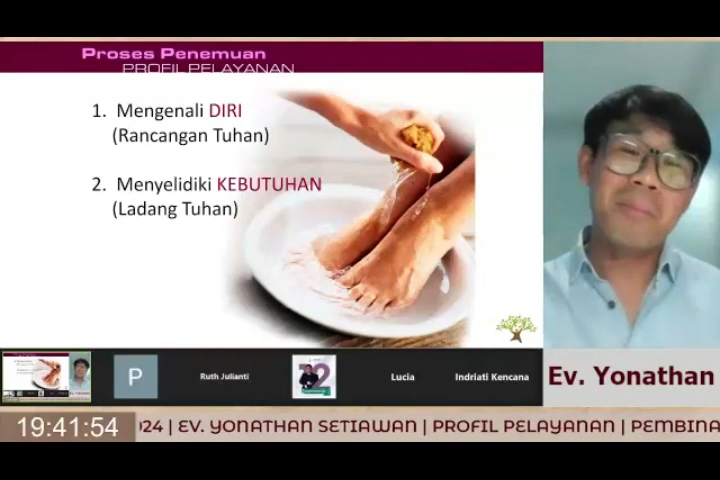 Proses Penemuan
PROFIL PELAYANAN
1. Mengenali DIRI
(Rancangan Tuhan)
2. Menyelidiki KEBUTUHAN
(Ladang Tuhan)
P
Ruth Julianti
Lucia
Indriati Kencana
Ev. Yonathan
19:41:54
024 | EV. YONATHAN SETIAWAN | PROFIL PELAYANAN | PEMBINA